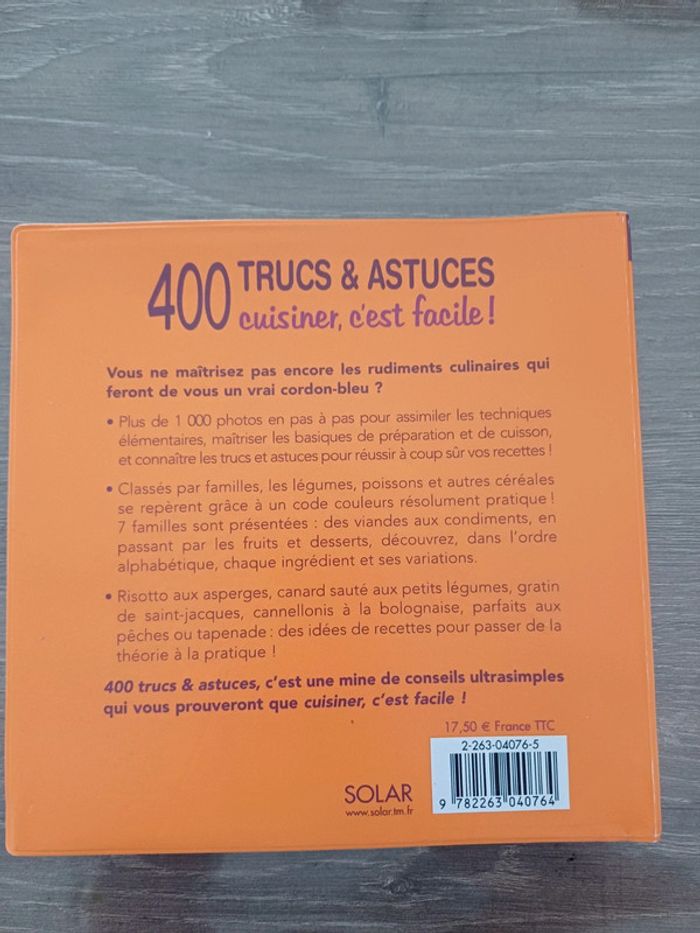 400 TRUCS & ASTUCES
cuisiner, c'est facile !
Vous ne maîtrisez pas encore les rudiments culinaires qui
feront de vous un vrai cordon-bleu ?
• Plus de 1 000 photos en pas à pas pour assimiler les techniques
élémentaires, maîtriser les basiques de préparation et de cuisson,
et connaître les trucs et astuces pour réussir à coup sûr vos recettes !
• Classés par familles, les légumes, poissons et autres céréales
se repèrent grâce à un code couleurs résolument pratique !
7 familles sont présentées : des viandes aux condiments, en
passant par les fruits et desserts, découvrez, dans l'ordre
alphabétique, chaque ingrédient et ses variations.
• Risotto aux asperges, canard sauté aux petits légumes, gratin
de saint-jacques, cannellonis à la bolognaise, parfaits aux
pêches ou tapenade : des idées de recettes pour passer de la
théorie à la pratique !
400 trucs & astuces, c'est une mine de conseils ultrasimples
qui vous prouveront que cuisiner, c'est facile !
17,50 € France TTC
2-263-04076-5
SOLAR
www.solar.tm.fr
9 782263 040764